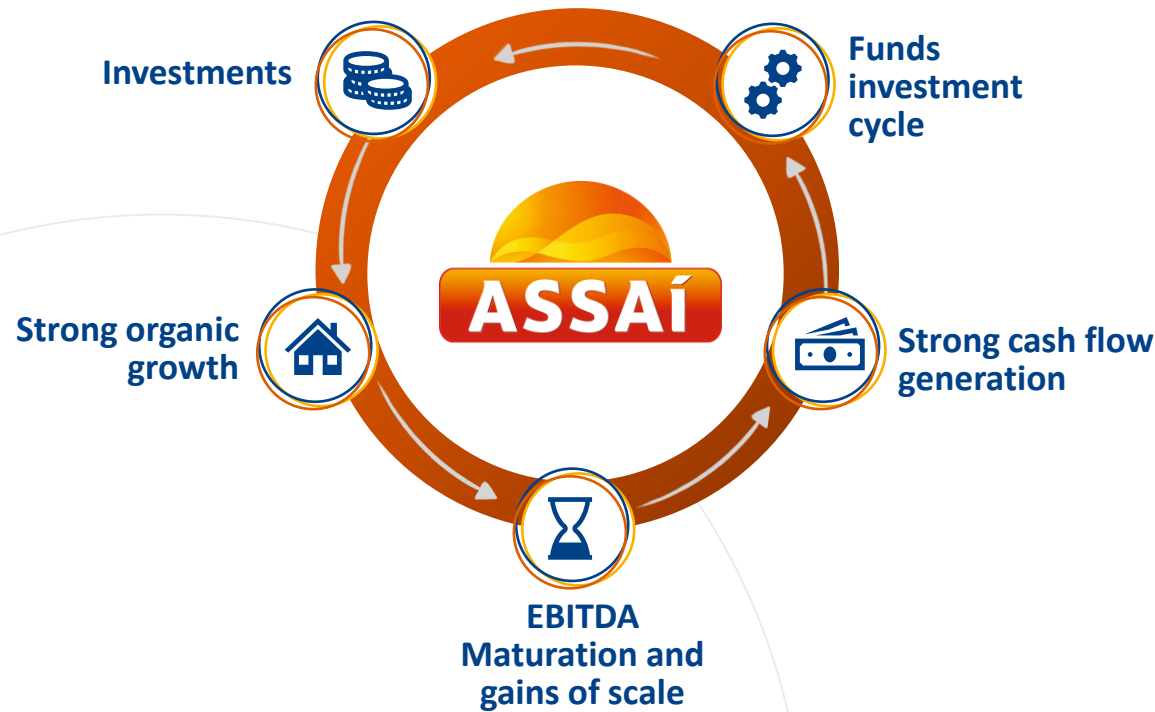 Investments
Funds
investment
cycle
ASSAÍ
Strong organic
growth
Strong cash flow
generation
EBITDA
Maturation and
gains of scale